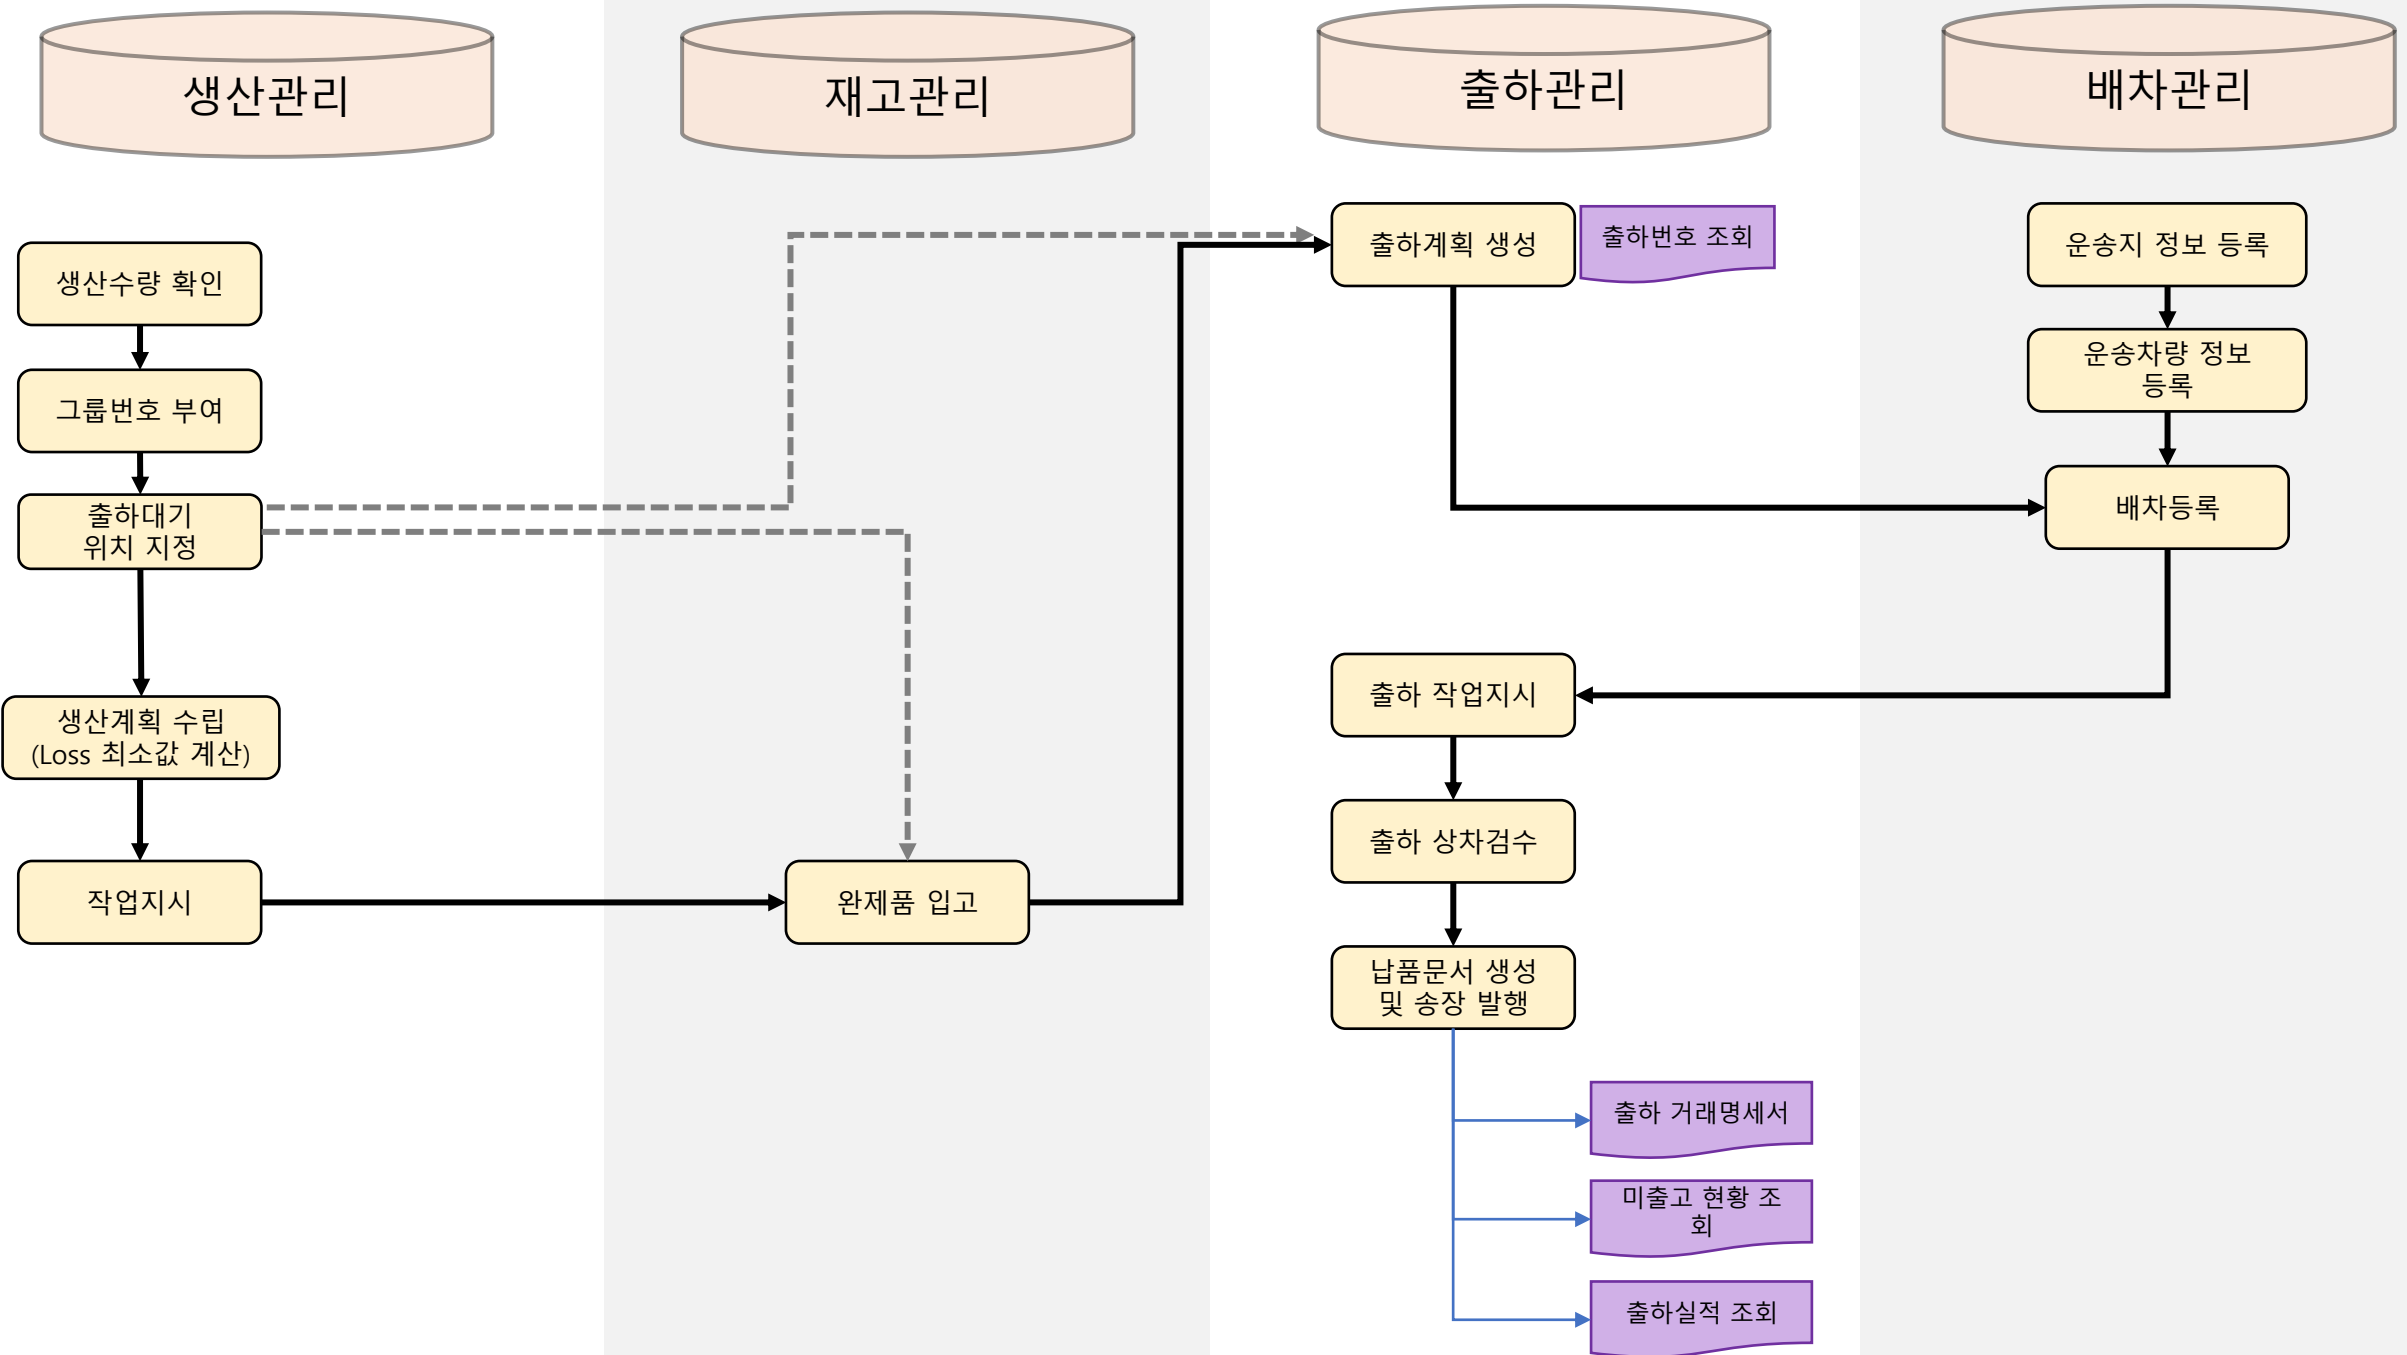 생산관리
재고관리
출하관리
배차관리
생산수량 확인
그룹번호 부여
출하대기
위치 지정
생산계획 수립
(Loss 최소값 계산)
작업지시
완제품 입고
출하계획 생성
출하번호 조회
출하 작업지시
출하 상차검수
납품문서 생성
및 송장 발행
출하 거래명세서
미출고 현황 조
회
출하실적 조회
운송지 정보 등록
운송차량 정보
등록
배차등록